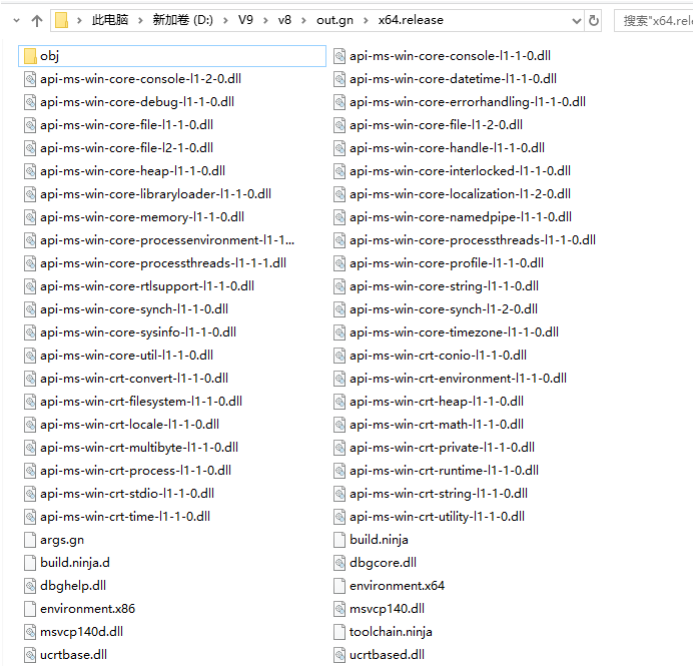 此电脑 > 新加卷 (D:) > V9 > v8 > out.gn > x64.release
搜索"x64.rele
obj
api-ms-win-core-console-l1-1-0.dll
api-ms-win-core-console-l1-2-0.dll
api-ms-win-core-datetime-l1-1-0.dll
api-ms-win-core-debug-l1-1-0.dll
api-ms-win-core-errorhandling-l1-1-0.dll
api-ms-win-core-file-l1-1-0.dll
api-ms-win-core-file-l1-2-0.dll
api-ms-win-core-file-l2-1-0.dll
api-ms-win-core-handle-l1-1-0.dll
api-ms-win-core-heap-l1-1-0.dll
api-ms-win-core-interlocked-l1-1-0.dll
api-ms-win-core-libraryloader-l1-1-0.dll
api-ms-win-core-localization-l1-2-0.dll
api-ms-win-core-memory-l1-1-0.dll
api-ms-win-core-namedpipe-l1-1-0.dll
api-ms-win-core-processenvironment-l1-1...
api-ms-win-core-processthreads-l1-1-0.dll
api-ms-win-core-processthreads-l1-1-1.dll
api-ms-win-core-profile-l1-1-0.dll
api-ms-win-core-rtlsupport-l1-1-0.dll
api-ms-win-core-string-l1-1-0.dll
api-ms-win-core-synch-l1-1-0.dll
api-ms-win-core-synch-l1-2-0.dll
api-ms-win-core-sysinfo-l1-1-0.dll
api-ms-win-core-timezone-l1-1-0.dll
api-ms-win-core-util-l1-1-0.dll
api-ms-win-crt-conio-l1-1-0.dll
api-ms-win-crt-convert-l1-1-0.dll
api-ms-win-crt-environment-l1-1-0.dll
api-ms-win-crt-filesystem-l1-1-0.dll
api-ms-win-crt-heap-l1-1-0.dll
api-ms-win-crt-locale-l1-1-0.dll
api-ms-win-crt-math-l1-1-0.dll
api-ms-win-crt-multibyte-l1-1-0.dll
api-ms-win-crt-private-l1-1-0.dll
api-ms-win-crt-process-l1-1-0.dll
api-ms-win-crt-runtime-l1-1-0.dll
api-ms-win-crt-stdio-l1-1-0.dll
api-ms-win-crt-string-l1-1-0.dll
api-ms-win-crt-time-l1-1-0.dll
api-ms-win-crt-utility-l1-1-0.dll
args.gn
build.ninja
build.ninja.d
dbgcore.dll
dbghelp.dll
environment.x64
environment.x86
msvcp140.dll
msvcp140d.dll
toolchain.ninja
ucrtbase.dll
ucrtbased.dll